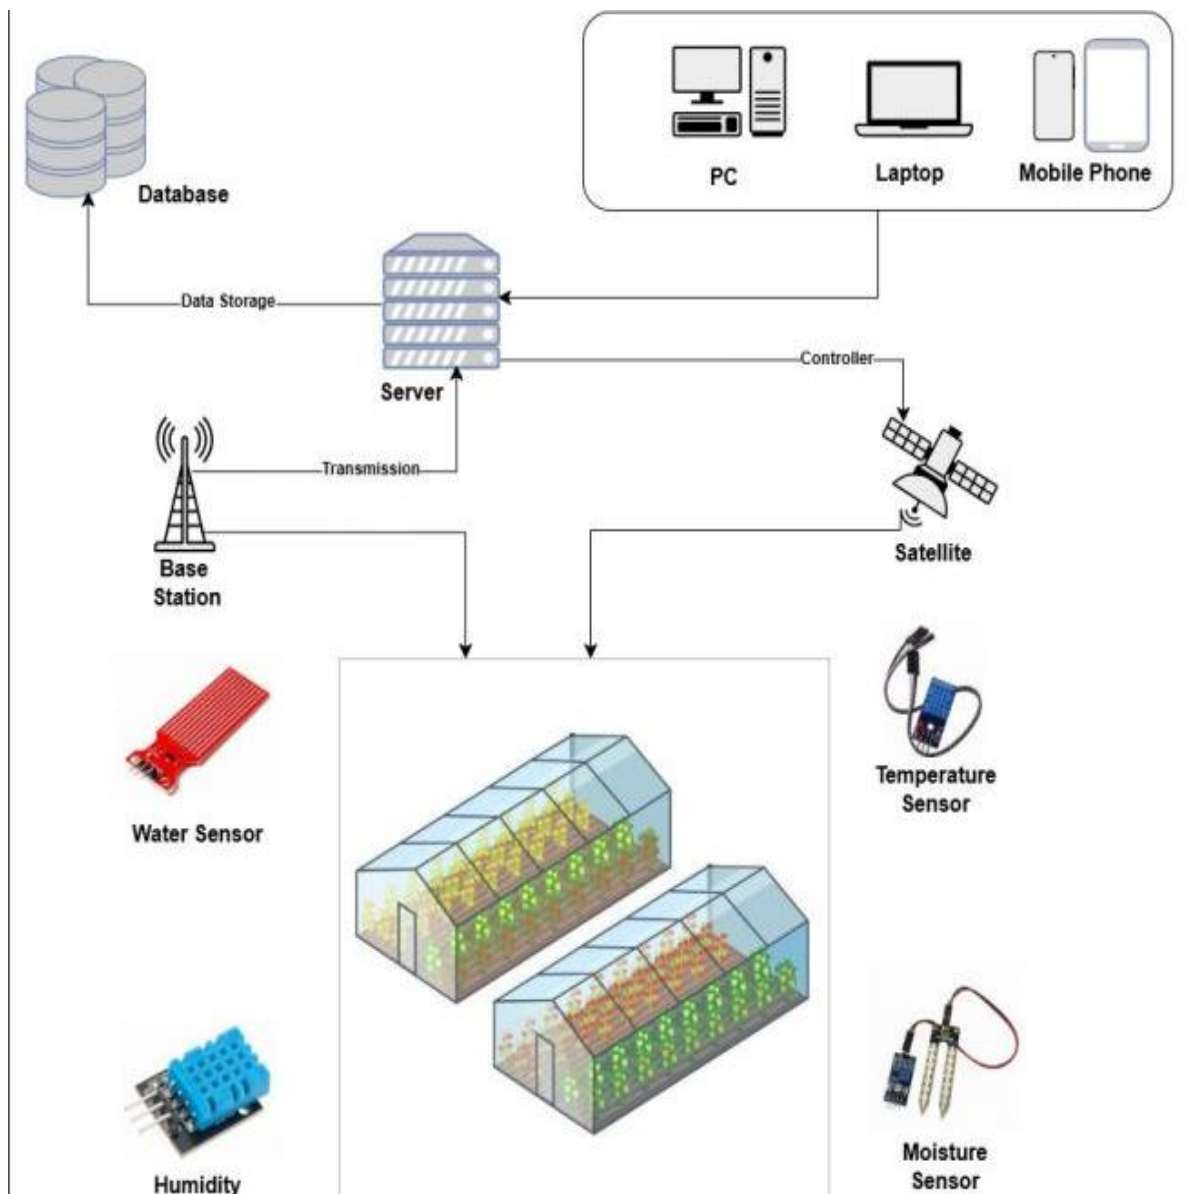 PC
Laptop
Mobile Phone
Database
Data Storage
Server
Controller
Transmission
Base
Station
Satellite
Water Sensor
Temperature
Sensor
Humidity
Moisture
Sensor